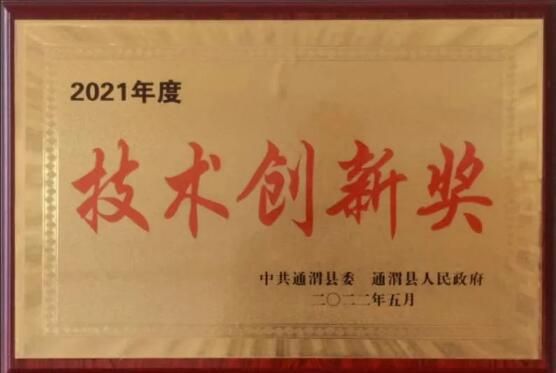 2021年度
技术创新奖
中共通渭县委 通渭县人民政府
二〇二二年五月